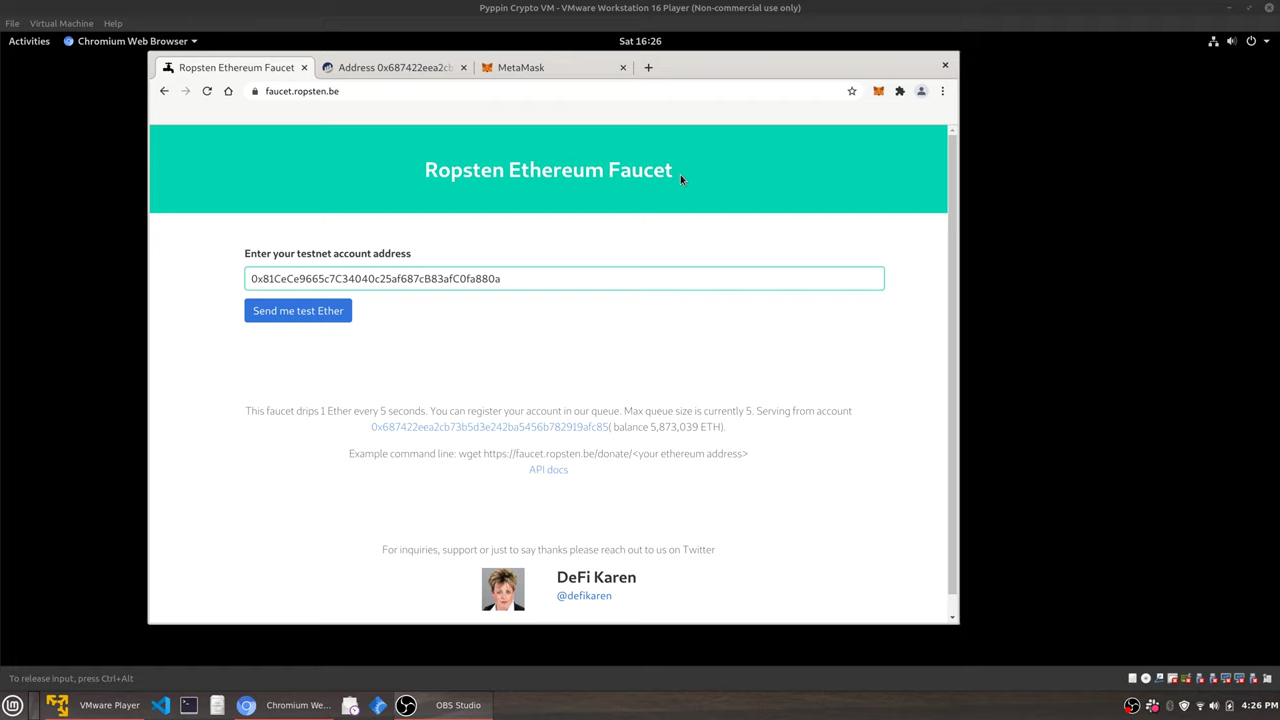 Pyppin Crypto VM - VMware Workstation 16 Player (Non-commercial use only)
File Virtual Machine Help
Activities Chromium Web Browser Sat 16:26
Ropsten Ethereum Faucet Address 0x687422eea2cb MetaMask
faucet.ropsten.be
Ropsten Ethereum Faucet
Enter your testnet account address
0x81CeCe9665c7C34040c25af687cB83afC0fa880a
Send me test Ether
This faucet drips 1 Ether every 5 seconds. You can register your account in our queue. Max queue size is currently 5. Serving from account
0x687422eea2cb73b5d3e242ba5456b782919afc85( balance 5,873,039 ETH).
Example command line: wget https://faucet.ropsten.be/donate/<your ethereum address>
API docs
For inquiries, support or just to say thanks please reach out to us on Twitter
DeFi Karen
@defikaren
To release input, press Ctrl+Alt
VMware Player Chromium We... OBS Studio 4:26 PM